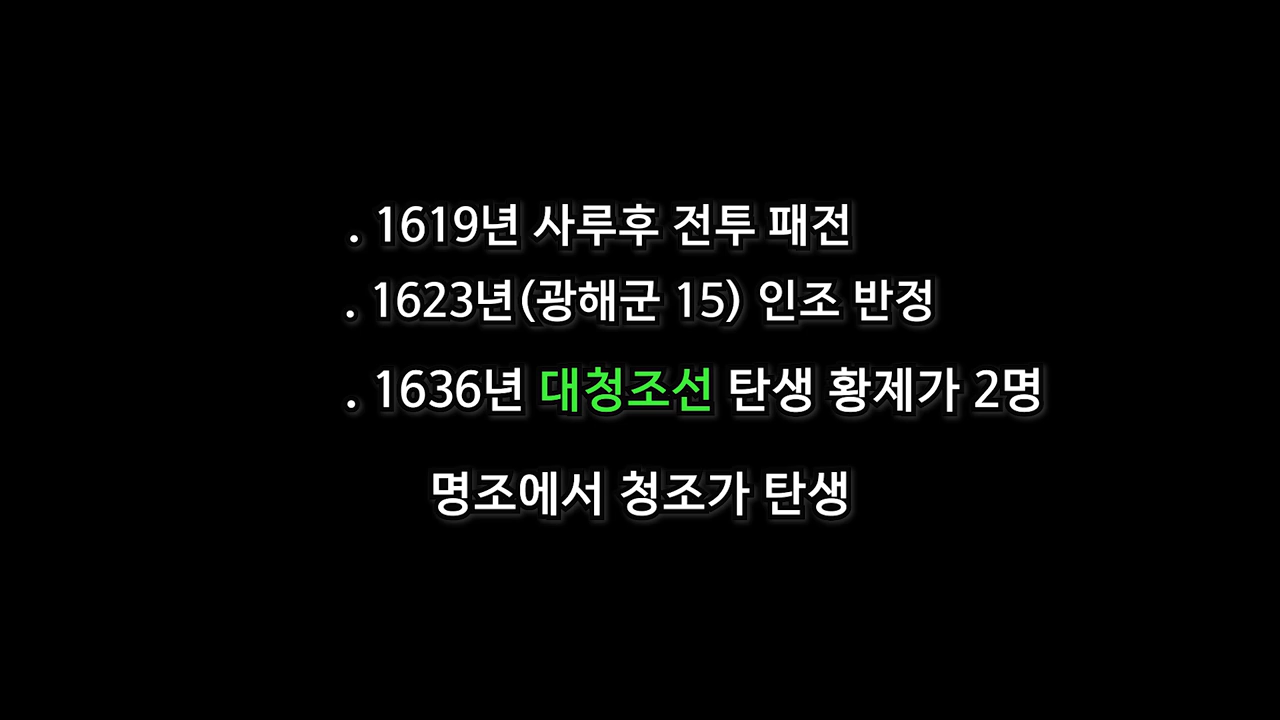 . 1619년 사루후 전투 패전
. 1623년(광해군 15) 인조 반정
. 1636년 대청조선 탄생 황제가 2명
명조에서 청조가 탄생